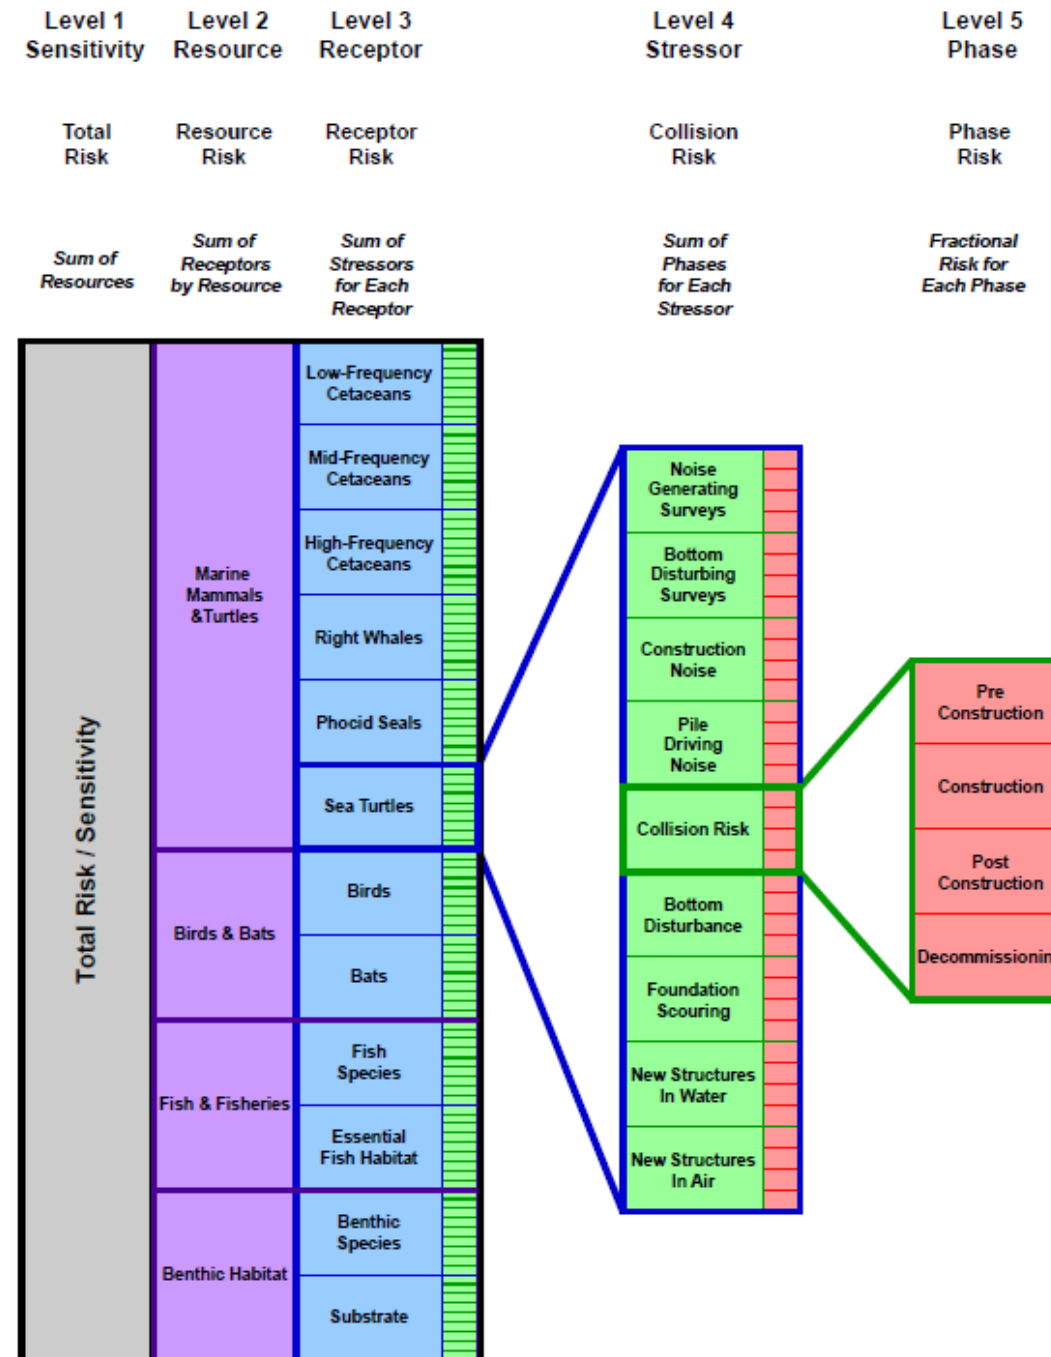 Level 1
Sensitivity
Level 2
Resource
Level 3
Receptor
Level 4
Stressor
Level 5
Phase
Total
Risk
Resource
Risk
Receptor
Risk
Collision
Risk
Phase
Risk
Sum of
Resources
Sum of
Receptors
by Resource
Sum of
Stressors
for Each
Receptor
Sum of
Phases
for Each
Stressor
Fractional
Risk for
Each Phase
Total Risk / Sensitivity
Marine
Mammals
&Turtles
Birds & Bats
Fish & Fisheries
Benthic Habitat
Low-Frequency
Cetaceans
Mid-Frequency
Cetaceans
High-Frequency
Cetaceans
Right Whales
Phocid Seals
Sea Turtles
Birds
Bats
Fish
Species
Essential
Fish Habitat
Benthic
Species
Substrate
Noise
Generating
Surveys
Bottom
Disturbing
Surveys
Construction
Noise
Pile
Driving
Noise
Collision Risk
Bottom
Disturbance
Foundation
Scouring
New Structures
In Water
New Structures
In Air
Pre
Construction
Construction
Post
Construction
Decommissionin